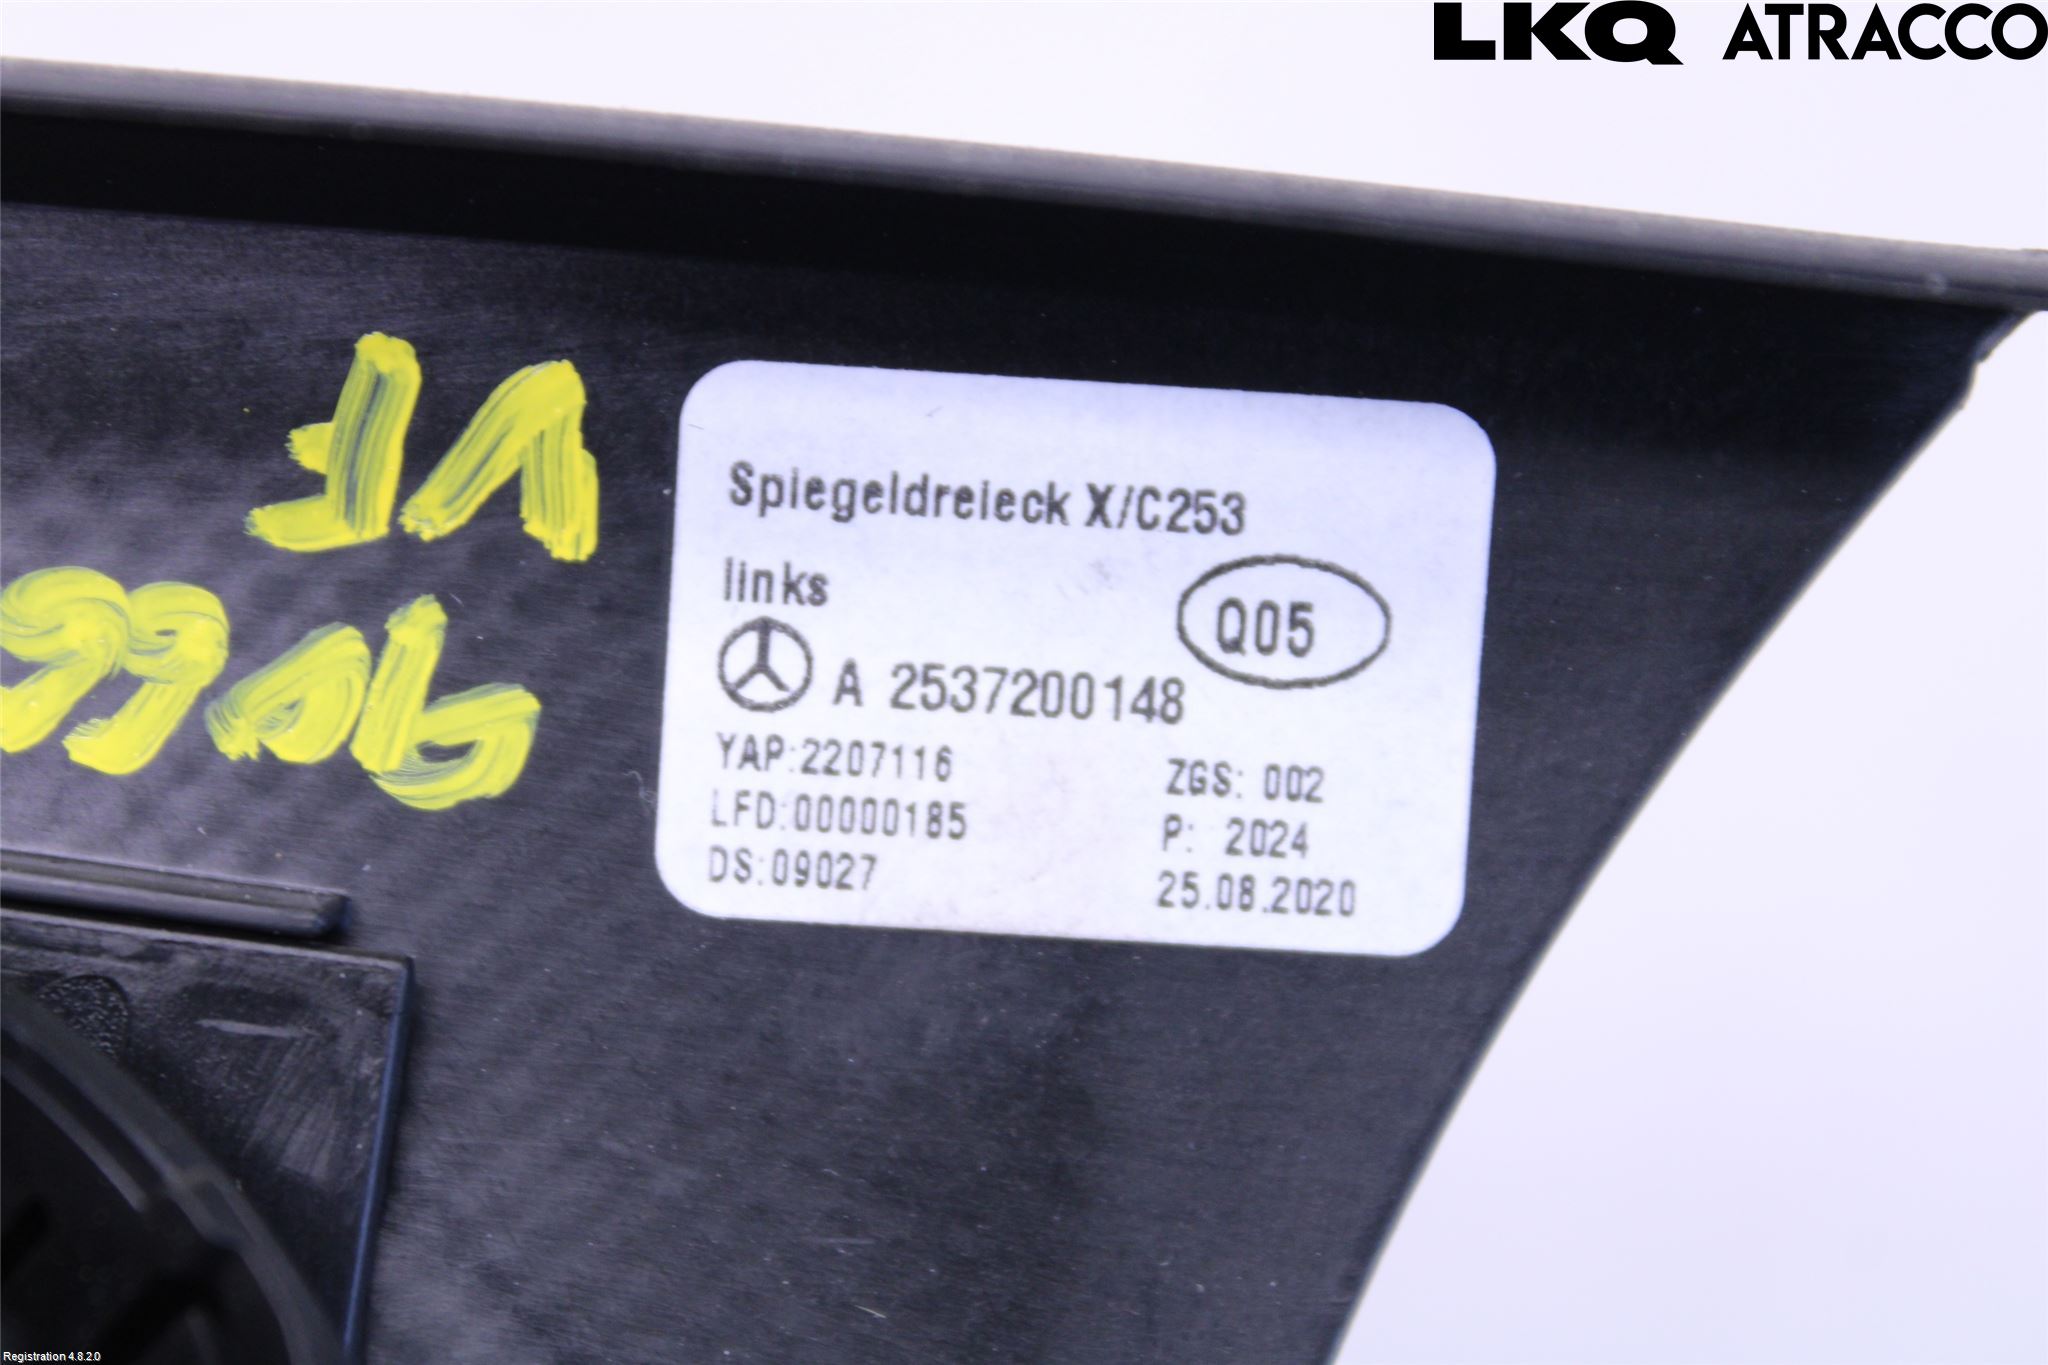 LKQ ATRACCO
VF
Spiegeldreieck X/C253
links
Q05
A 2537200148
YAP:2207116 ZGS: 002
LFD:00000185 P: 2024
DS:09027 25.08.2020
Registration 4.8.2.0